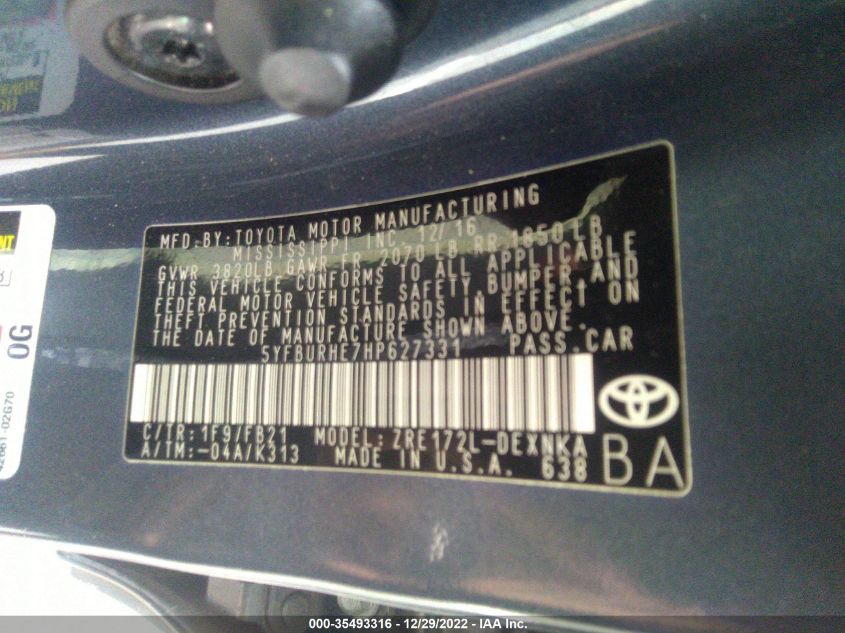 MFD-BY:TOYOTA MOTOR MANUFACTURING
MISSISSIPPI INC. 12/16
GVWR 3820LB GAWR FR 2070 LB RR 1850 LB
THIS VEHICLE CONFORMS TO ALL APPLICABLE
FEDERAL MOTOR VEHICLE SAFETY, BUMPER, AND
THEFT PREVENTION STANDARDS IN EFFECT ON
THE DATE OF MANUFACTURE SHOWN ABOVE.
5YFBURHE7HP627331 PASS.CAR
C/TR: 1F9/FB21 MODEL: ZRE172L-DEXNKA
A/TM:-04A/K313 MADE IN U.S.A. 638
BA
0G
42661-02G70
000-35493316 - 12/29/2022 - IAA Inc.